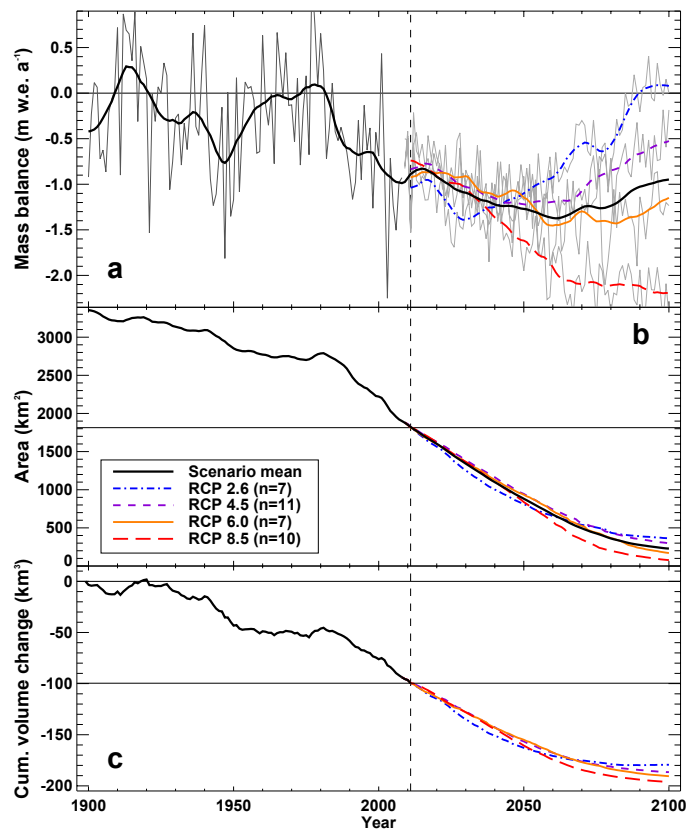 0.5
0.0
-0.5
-1.0
-1.5
-2.0
Mass balance (m w.e. a⁻¹)
a
b
3000
2500
2000
1500
1000
500
0
Area (km²)
Scenario mean
RCP 2.6 (n=7)
RCP 4.5 (n=11)
RCP 6.0 (n=7)
RCP 8.5 (n=10)
0
-50
-100
-150
-200
Cum. volume change (km³)
c
1900 1950 2000 2050 2100
Year